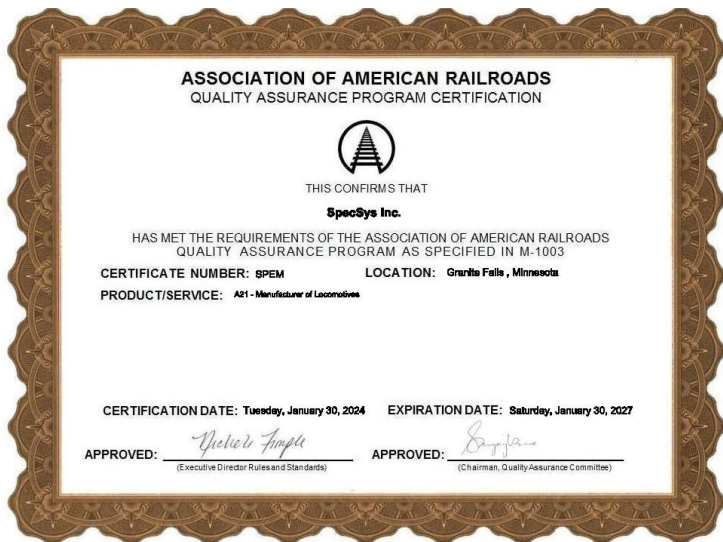 ASSOCIATION OF AMERICAN RAILROADS
QUALITY ASSURANCE PROGRAM CERTIFICATION
THIS CONFIRMS THAT
SpecSys Inc.
HAS MET THE REQUIREMENTS OF THE ASSOCIATION OF AMERICAN RAILROADS
QUALITY ASSURANCE PROGRAM AS SPECIFIED IN M-1003
CERTIFICATE NUMBER: SPEM LOCATION: Granite Falls , Minnesota
PRODUCT/SERVICE: A21 - Manufacturer of Locomotives
CERTIFICATION DATE: Tuesday, January 30, 2024 EXPIRATION DATE: Saturday, January 30, 2027
APPROVED: APPROVED:
(Executive Director Rules and Standards) (Chairman, Quality Assurance Committee)